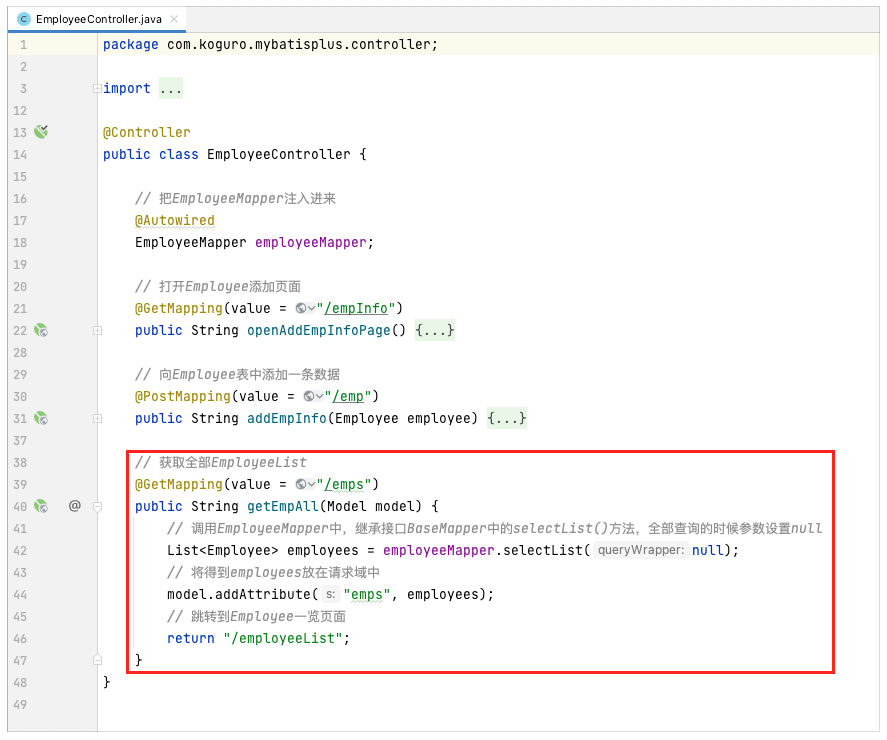 EmployeeController.java
1 package com.koguro.mybatisplus.controller;
2
3 import ...
12
13 @Controller
14 public class EmployeeController {
15
16 // 把EmployeeMapper注入进来
17 @Autowired
18 EmployeeMapper employeeMapper;
19
20 // 打开Employee添加页面
21 @GetMapping(value = "/empInfo")
22 public String openAddEmpInfoPage() {...}
28
29 // 向Employee表中添加一条数据
30 @PostMapping(value = "/emp")
31 public String addEmpInfo(Employee employee) {...}
37
38 // 获取全部EmployeeList
39 @GetMapping(value = "/emps")
40 @ public String getEmpAll(Model model) {
41 // 调用EmployeeMapper中，继承接口BaseMapper中的selectList()方法，全部查询的时候参数设置null
42 List<Employee> employees = employeeMapper.selectList( queryWrapper: null);
43 // 将得到employees放在请求域中
44 model.addAttribute( s: "emps", employees);
45 // 跳转到Employee一览页面
46 return "/employeeList";
47 }
48 }
49